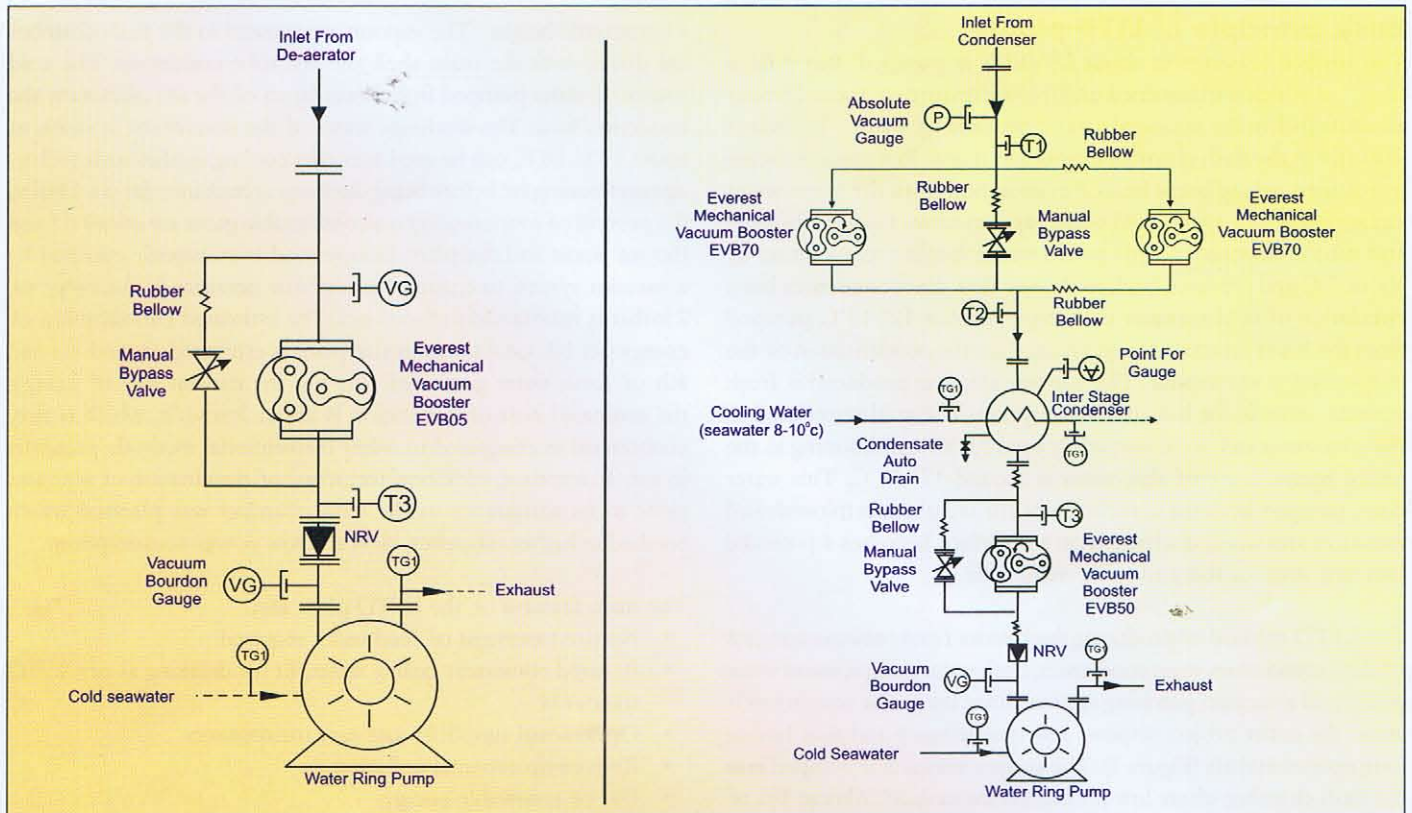 Inlet From
De-aerator
VG
Rubber
Bellow
Manual
Bypass
Valve
Everest
Mechanical
Vacuum
Booster
EVB05
T3
NRV
Vacuum
Bourdon
Gauge
VG
TG1
Exhaust
TG1
Cold seawater
Water Ring Pump
Inlet From
Condenser
Absolute
Vacuum
Gauge
P
T1
Rubber
Bellow
Everest
Mechanical
Vacuum Booster
EVB70
Rubber
Bellow
Manual
Bypass
Valve
Everest
Mechanical
Vacuum Booster
EVB70
T2
Rubber
Bellow
Point For
Gauge
TG1
Inter Stage
Condenser
Cooling Water
(seawater 8-10°c)
TG1
Condensate
Auto
Drain
Rubber
Bellow
T3
Manual
Bypass
Valve
Everest
Mechanical
Vacuum
Booster
EVB50
NRV
Vacuum
Bourdon
Gauge
VG
TG1
Exhaust
TG1
Cold Seawater
Water Ring Pump